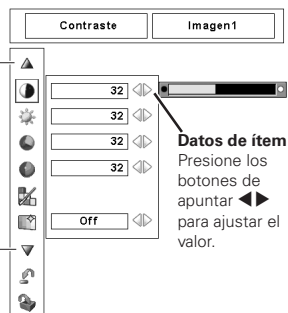 Contraste Imagen1
32
32
32
32
Off
Datos de ítem
Presione los
botones de
apuntar ◀▶
para ajustar el
valor.